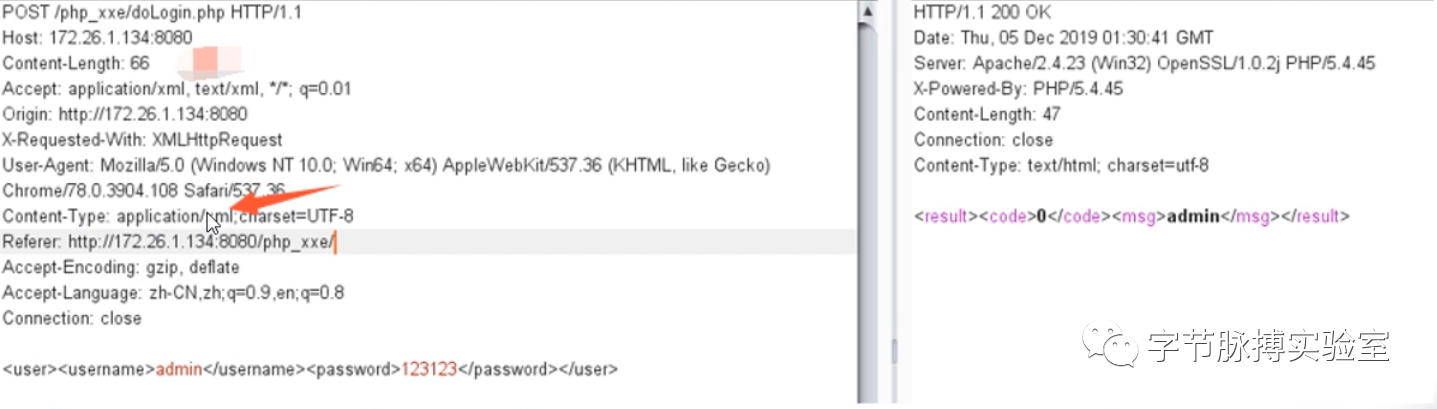 POST /php_xxe/doLogin.php HTTP/1.1
Host: 172.26.1.134:8080
Content-Length: 66
Accept: application/xml, text/xml, */*; q=0.01
Origin: http://172.26.1.134:8080
X-Requested-With: XMLHttpRequest
User-Agent: Mozilla/5.0 (Windows NT 10.0; Win64; x64) AppleWebKit/537.36 (KHTML, like Gecko)
Chrome/78.0.3904.108 Safari/537.36
Content-Type: application/xml;charset=UTF-8
Referer: http://172.26.1.134:8080/php_xxe/
Accept-Encoding: gzip, deflate
Accept-Language: zh-CN,zh;q=0.9,en;q=0.8
Connection: close
<user><username>admin</username><password>123123</password></user>
HTTP/1.1 200 OK
Date: Thu, 05 Dec 2019 01:30:41 GMT
Server: Apache/2.4.23 (Win32) OpenSSL/1.0.2j PHP/5.4.45
X-Powered-By: PHP/5.4.45
Content-Length: 47
Connection: close
Content-Type: text/html; charset=utf-8
<result><code>0</code><msg>admin</msg></result>
字节脉搏实验室